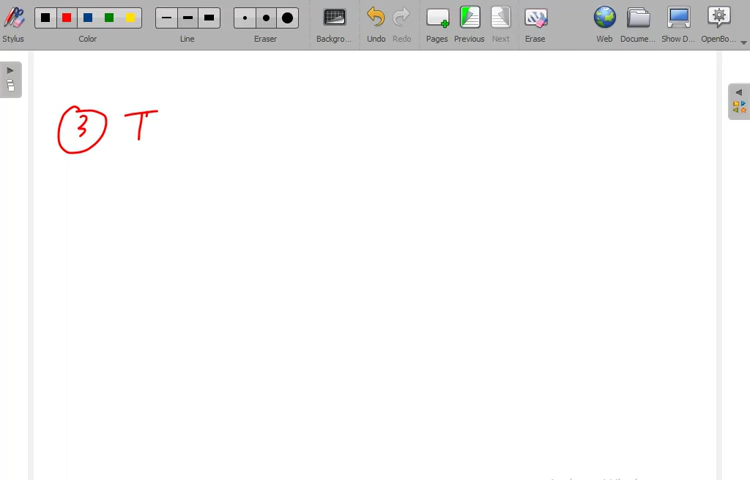 Stylus
Color
Line
Eraser
Backgro...
Undo
Redo
Pages
Previous
Next
Erase
Web
Docume...
Show D...
OpenBo...
③ T